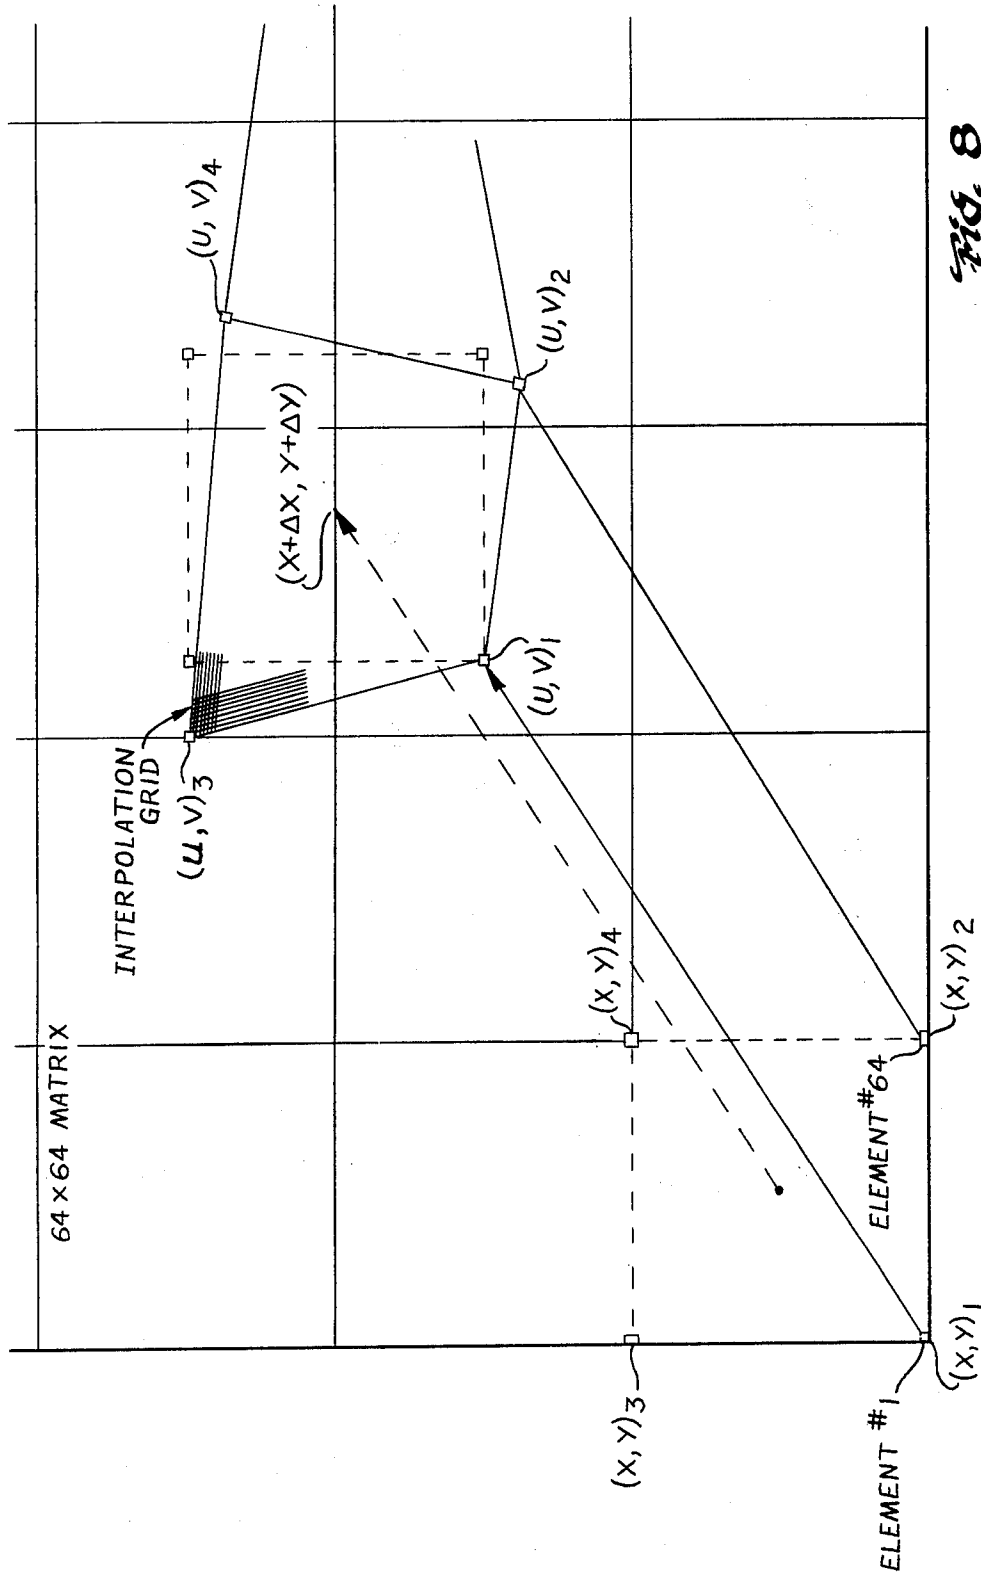 64 x 64 MATRIX
INTERPOLATION
GRID
(U, V)4
(u, v)3
(X+ΔX, Y+ΔY)
(U, V)1
(U, V)2
(X, Y)3
(X, Y)4
ELEMENT #1
(X, Y)1
ELEMENT #64
(X, Y)2
Fig. 8